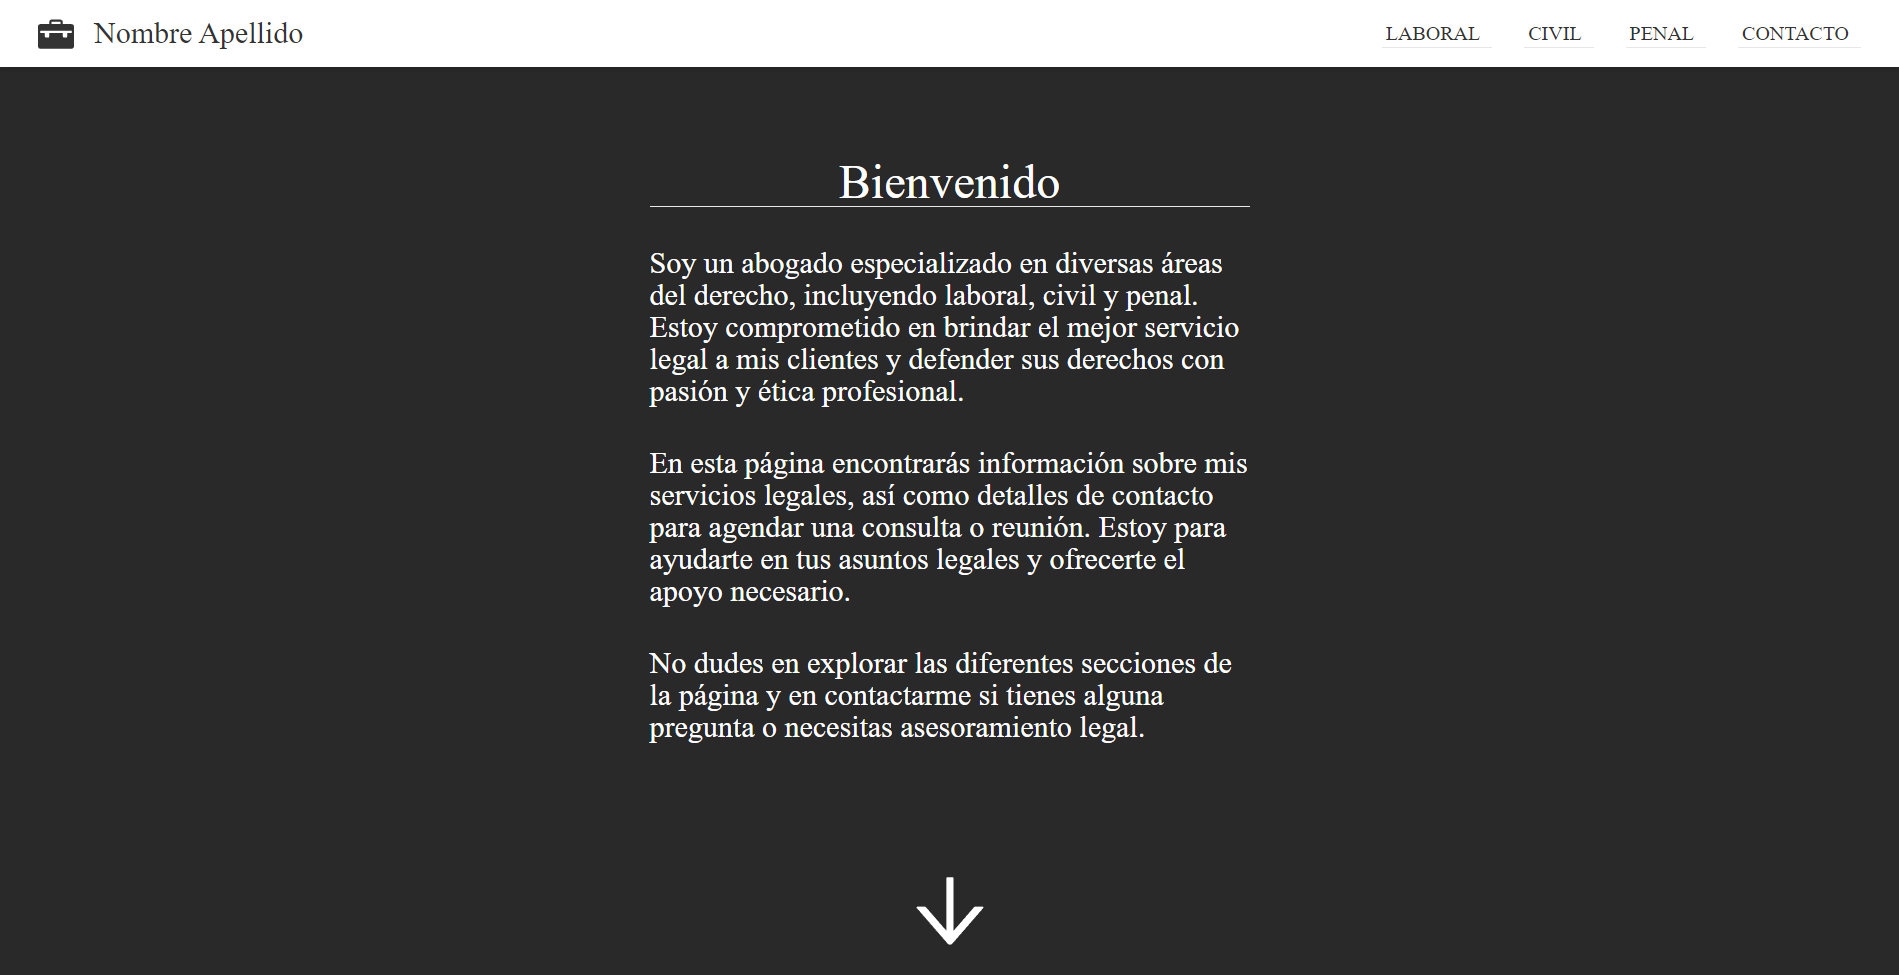 Nombre Apellido
LABORAL CIVIL PENAL CONTACTO
Bienvenido
Soy un abogado especializado en diversas áreas
del derecho, incluyendo laboral, civil y penal.
Estoy comprometido en brindar el mejor servicio
legal a mis clientes y defender sus derechos con
pasión y ética profesional.
En esta página encontrarás información sobre mis
servicios legales, así como detalles de contacto
para agendar una consulta o reunión. Estoy para
ayudarte en tus asuntos legales y ofrecerte el
apoyo necesario.
No dudes en explorar las diferentes secciones de
la página y en contactarme si tienes alguna
pregunta o necesitas asesoramiento legal.